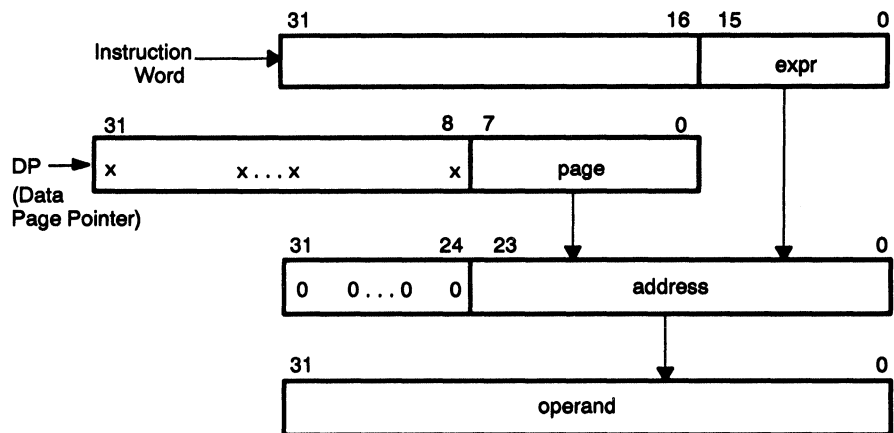 31 16 15 0
Instruction
Word
expr
31 8 7 0
DP
(Data
Page Pointer)
x x...x x page
31 24 23 0
0 0...0 0 address
31 0
operand